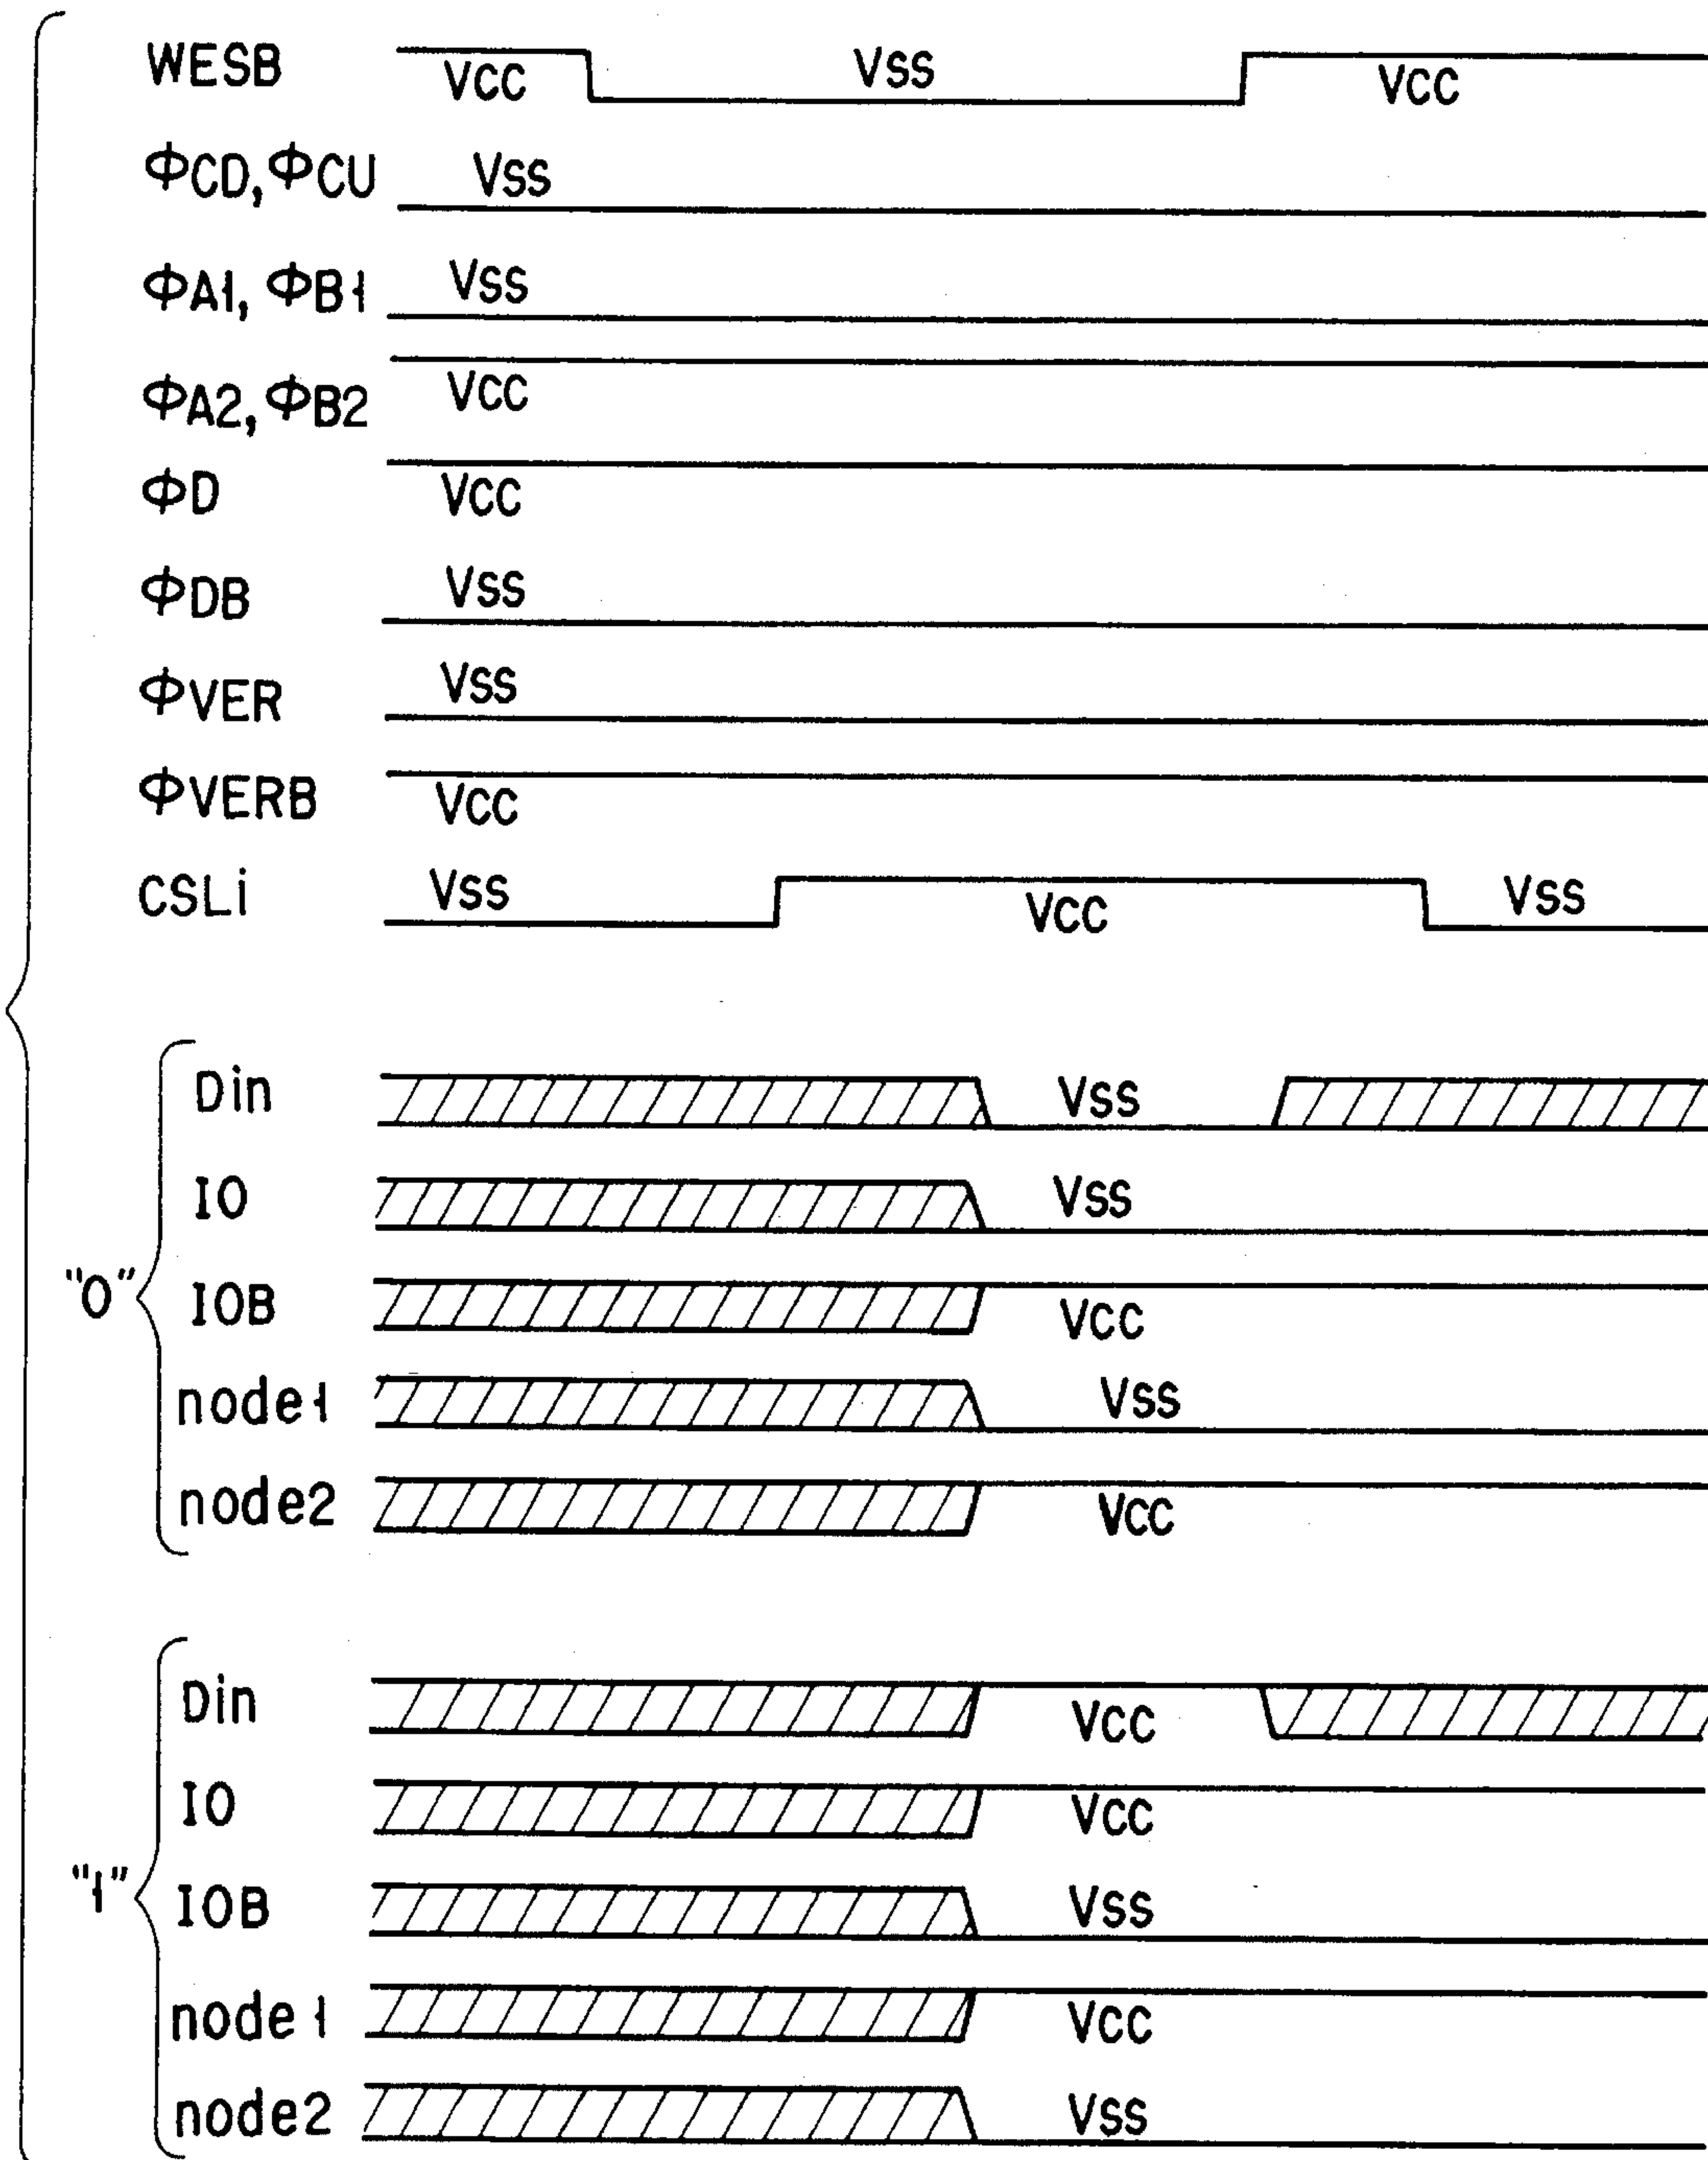 WESB VCC VSS VCC
ΦCD, ΦCU VSS
ΦA1, ΦB1 VSS
ΦA2, ΦB2 VCC
ΦD VCC
ΦDB VSS
ΦVER VSS
ΦVERB VCC
CSLi VSS VCC VSS
"0"
Din VSS
IO VSS
IOB VCC
node1 VSS
node2 VCC
"1"
Din VCC
IO VCC
IOB VSS
node1 VCC
node2 VSS